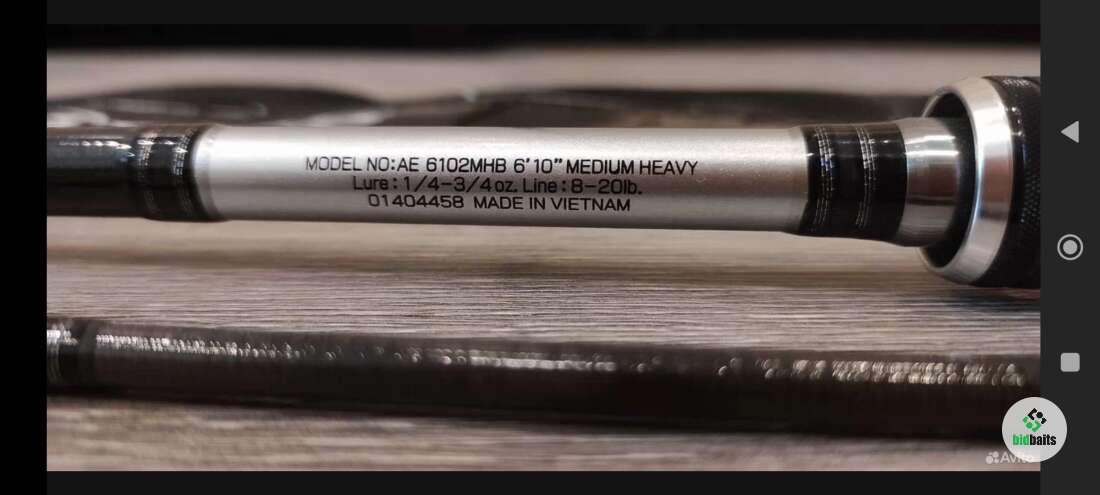 MODEL NO:AE 6102MHB 6'10" MEDIUM HEAVY
Lure: 1/4-3/4oz. Line: 8-20lb.
01404458 MADE IN VIETNAM
bidbaits
Avito